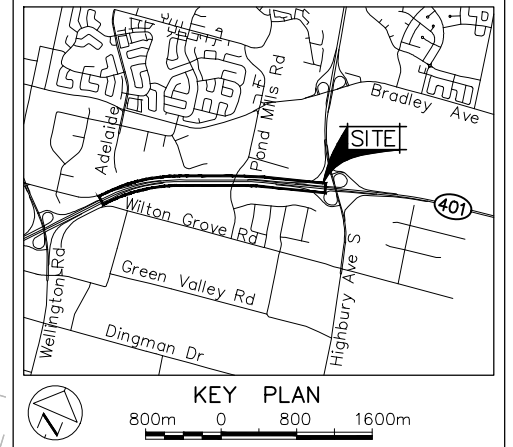 Bradley Ave
Pond Mills Rd
Adelaide
SITE
401
Wilton Grove Rd
Green Valley Rd
Wellington Rd
Highbury Ave S
Dingman Dr
KEY PLAN
N
800m 0 800 1600m